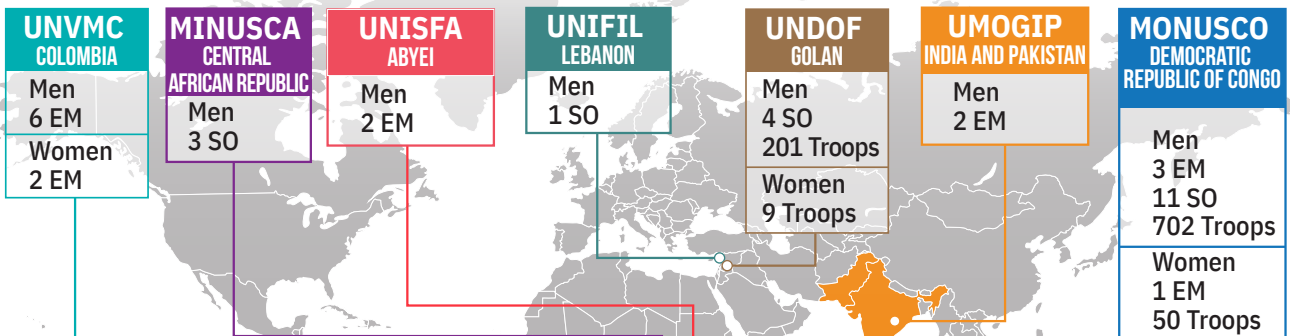 UNVMC
COLOMBIA
Men
6 EM
Women
2 EM
MINUSCA
CENTRAL
AFRICAN REPUBLIC
Men
3 SO
UNISFA
ABYEI
Men
2 EM
UNIFIL
LEBANON
Men
1 SO
UNDOF
GOLAN
Men
4 SO
201 Troops
Women
9 Troops
UMOGIP
INDIA AND PAKISTAN
Men
2 EM
MONUSCO
DEMOCRATIC
REPUBLIC OF CONGO
Men
3 EM
11 SO
702 Troops
Women
1 EM
50 Troops